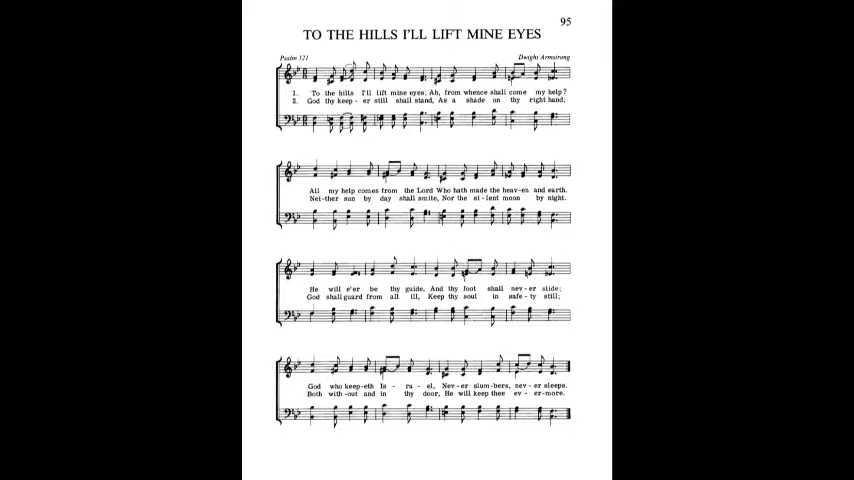 95
TO THE HILLS I'LL LIFT MINE EYES
Psalm 121 Dwight Armstrong
1. To the hills I'll lift mine eyes; Ah, from whence shall come my help?
2. God thy keep - er still shall stand, As a shade on thy right hand;
All my help comes from the Lord Who hath made the heav-en and earth.
Nei-ther sun by day shall smite, Nor the si - lent moon by night.
He will e'er be thy guide, And thy foot shall nev - er slide;
God shall guard from all ill, Keep thy soul in safe - ty still;
God who keep-eth Is - ra - el, Nev - er slum - bers, nev - er sleeps.
Both with - out and in thy door, He will keep thee ev - er-more.